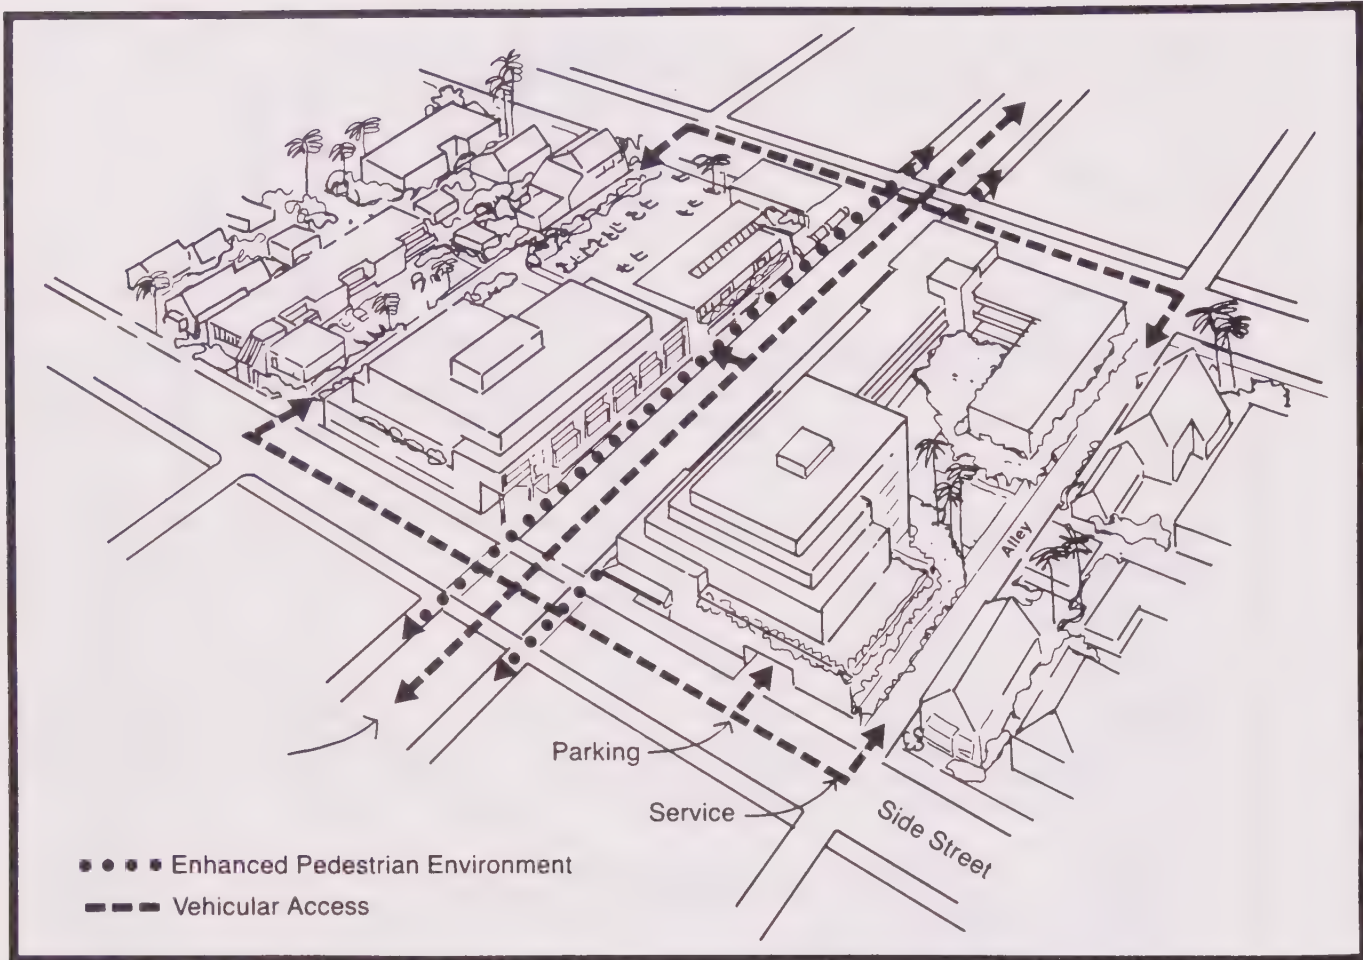 Alley
Parking
Service
Side Street
Enhanced Pedestrian Environment
Vehicular Access